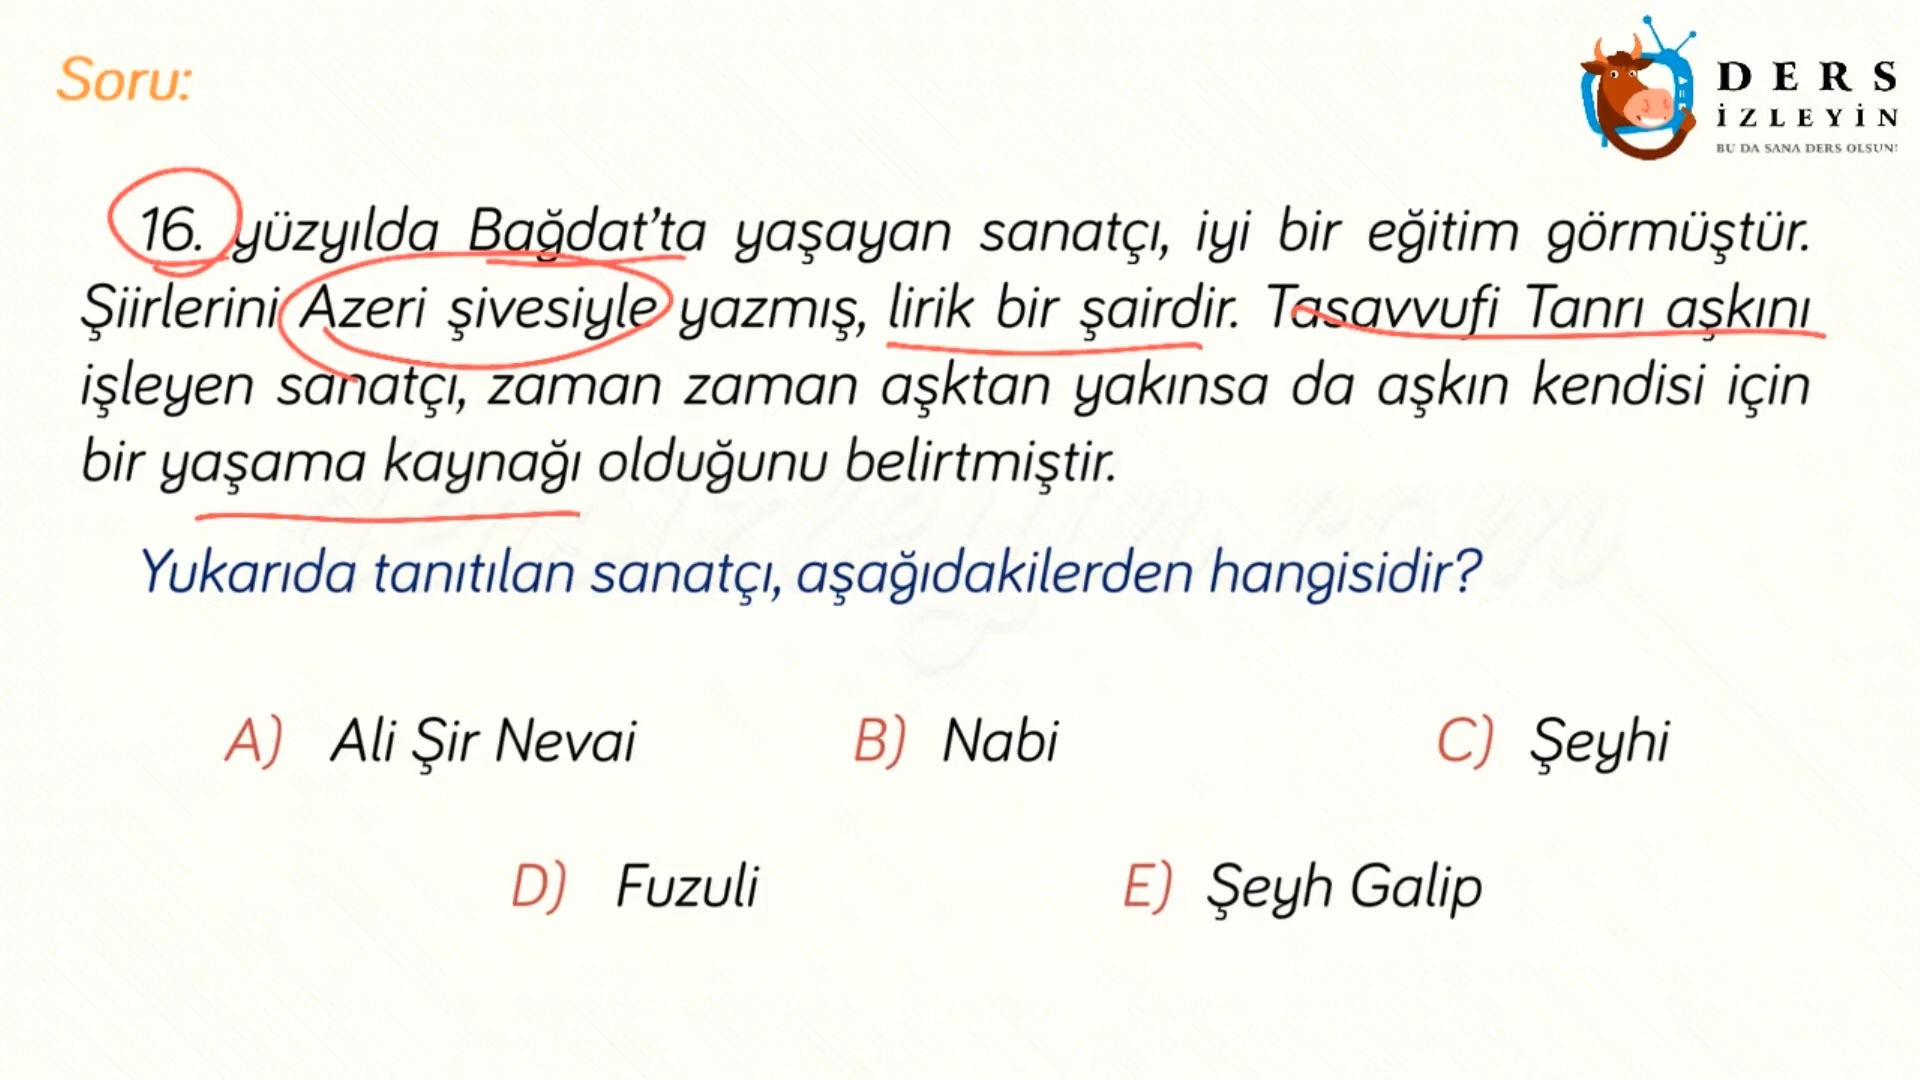 Soru:
DERS
İZLEYİN
BU DA SANA DERS OLSUN!
16. yüzyılda Bağdat'ta yaşayan sanatçı, iyi bir eğitim görmüştür.
Şiirlerini Azeri şivesiyle yazmış, lirik bir şairdir. Tasavvufi Tanrı aşkını
işleyen sanatçı, zaman zaman aşktan yakınsa da aşkın kendisi için
bir yaşama kaynağı olduğunu belirtmiştir.
Yukarıda tanıtılan sanatçı, aşağıdakilerden hangisidir?
A) Ali Şir Nevai B) Nabi C) Şeyhi
D) Fuzuli E) Şeyh Galip